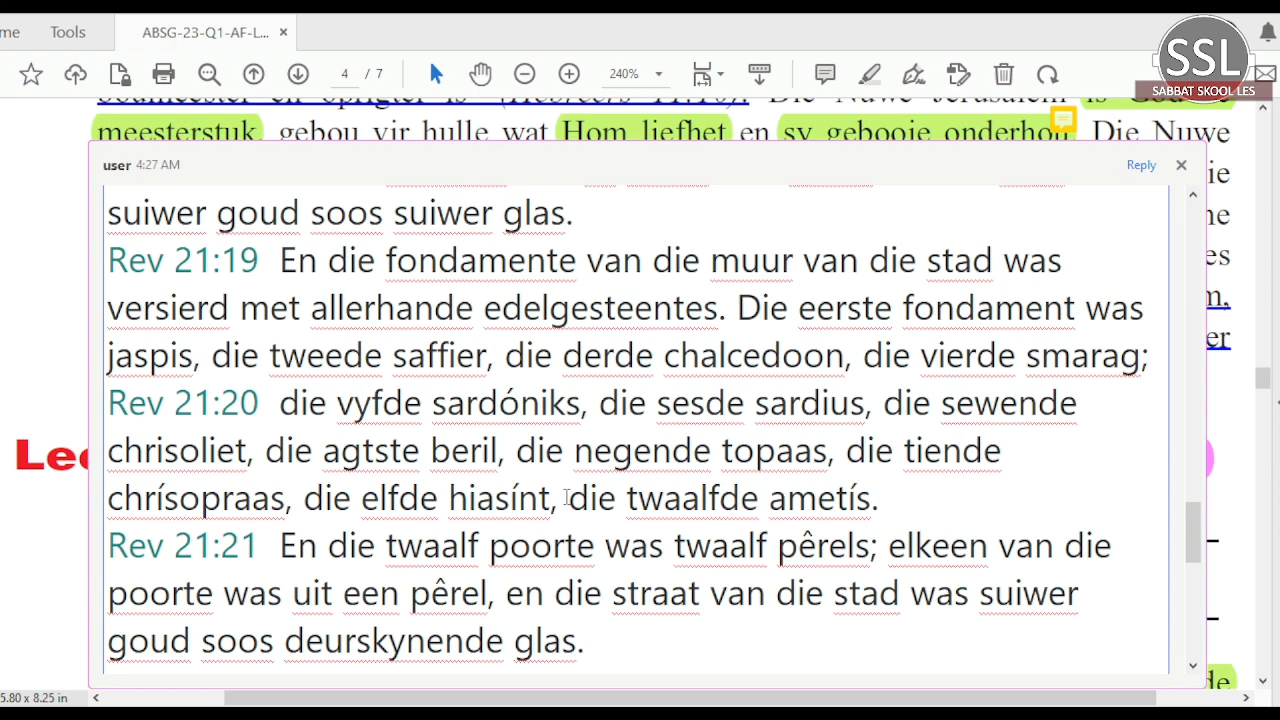 me Tools ABSG-23-Q1-AF-L... ×
4 / 7 240%
SSL
SABBAT SKOOL LES
meesterstuk gebou vir hulle wat Hom liefhet en sy gebooie onderhou. Die Nuwe
user 4:27 AM Reply
suiwer goud soos suiwer glas.
Rev 21:19 En die fondamente van die muur van die stad was
versierd met allerhande edelgesteentes. Die eerste fondament was
jaspis, die tweede saffier, die derde chalcedoon, die vierde smarag;
Rev 21:20 die vyfde sardóniks, die sesde sardius, die sewende
chrisoliet, die agtste beril, die negende topaas, die tiende
chrísopraas, die elfde hiasínt, die twaalfde ametís.
Rev 21:21 En die twaalf poorte was twaalf pêrels; elkeen van die
poorte was uit een pêrel, en die straat van die stad was suiwer
goud soos deurskynende glas.
5.80 x 8.25 in